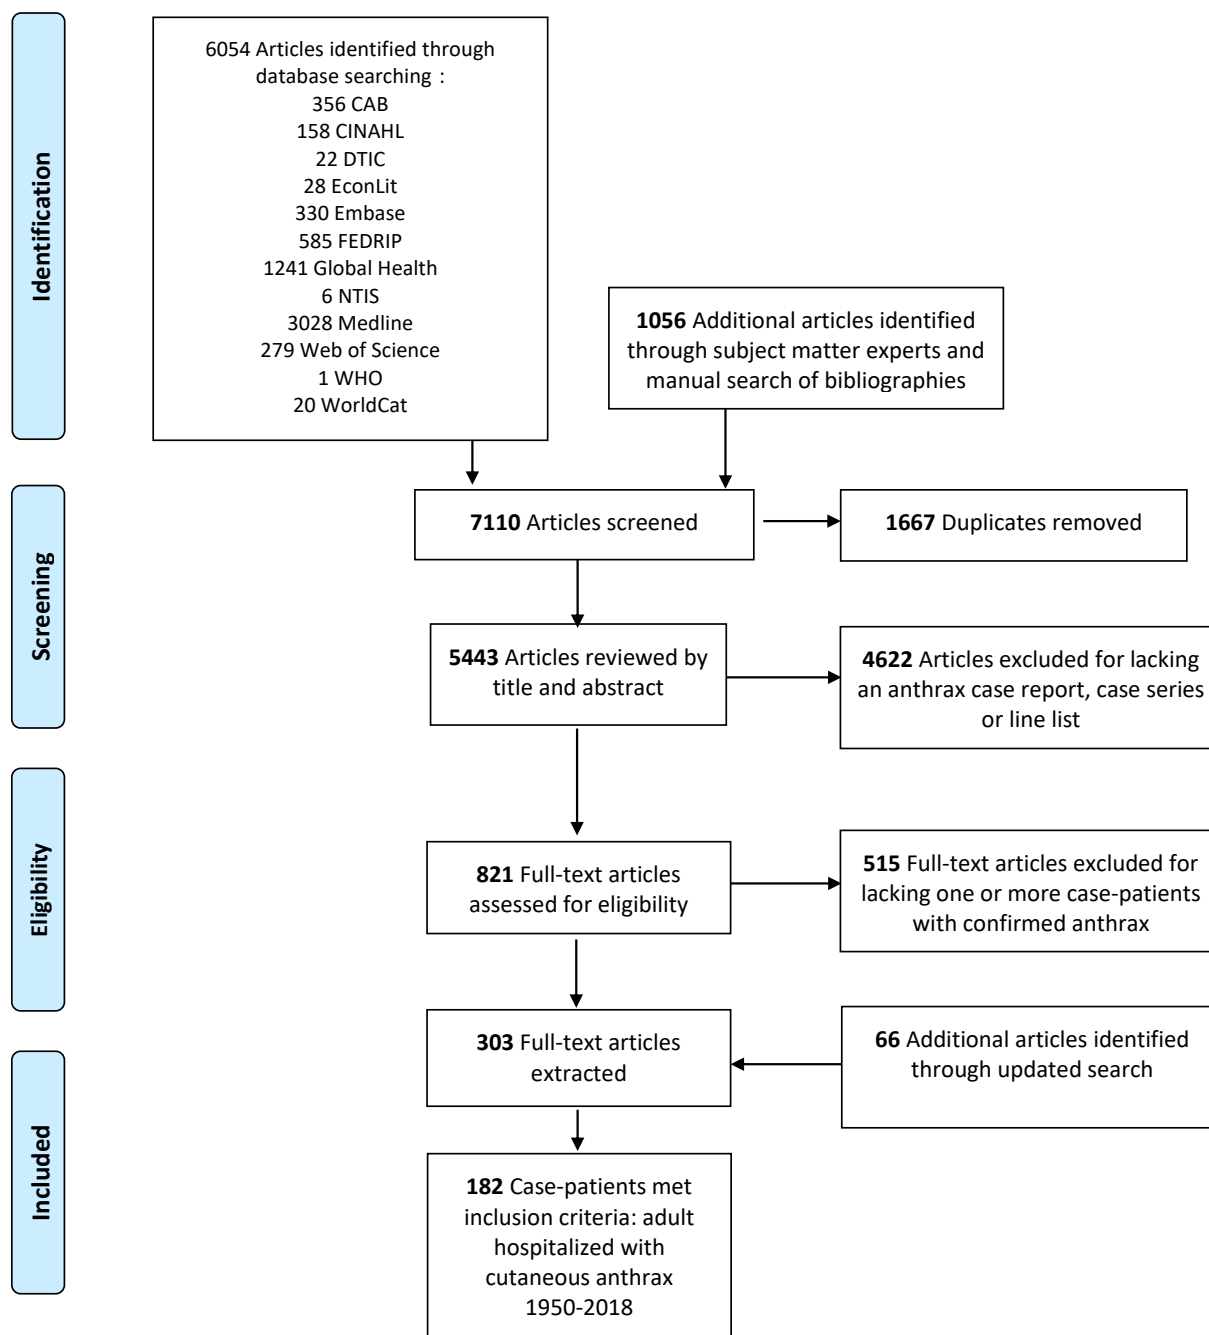 Identification
6054 Articles identified through
database searching :
356 CAB
158 CINAHL
22 DTIC
28 EconLit
330 Embase
585 FEDRIP
1241 Global Health
6 NTIS
3028 Medline
279 Web of Science
1 WHO
20 WorldCat
1056 Additional articles identified
through subject matter experts and
manual search of bibliographies
Screening
7110 Articles screened
1667 Duplicates removed
5443 Articles reviewed by
title and abstract
4622 Articles excluded for lacking
an anthrax case report, case series
or line list
Eligibility
821 Full-text articles
assessed for eligibility
515 Full-text articles excluded for
lacking one or more case-patients
with confirmed anthrax
303 Full-text articles
extracted
66 Additional articles identified
through updated search
Included
182 Case-patients met
inclusion criteria: adult
hospitalized with
cutaneous anthrax
1950-2018